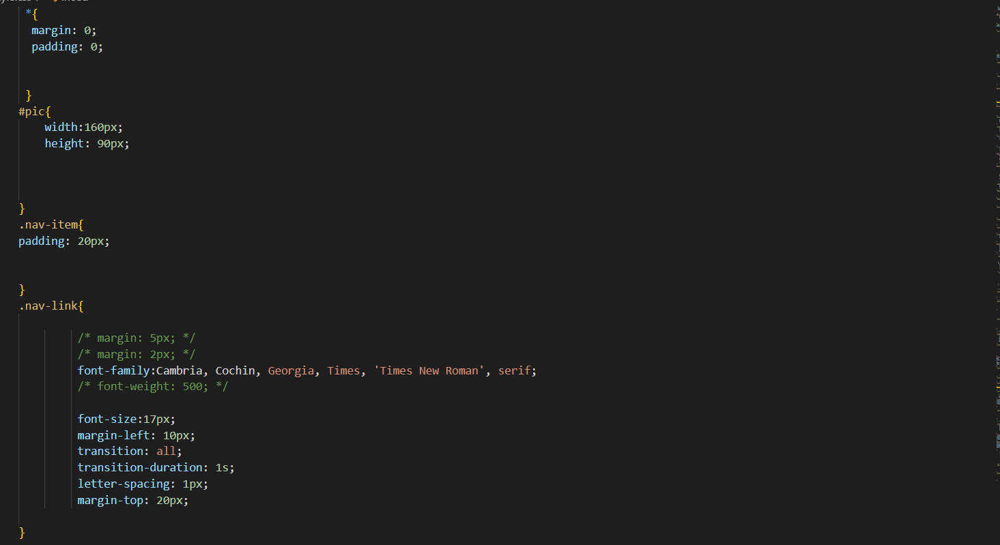 *{
margin: 0;
padding: 0;
}
#pic{
width:160px;
height: 90px;
}
.nav-item{
padding: 20px;
}
.nav-link{
/* margin: 5px; */
/* margin: 2px; */
font-family:Cambria, Cochin, Georgia, Times, 'Times New Roman', serif;
/* font-weight: 500; */
font-size:17px;
margin-left: 10px;
transition: all;
transition-duration: 1s;
letter-spacing: 1px;
margin-top: 20px;
}